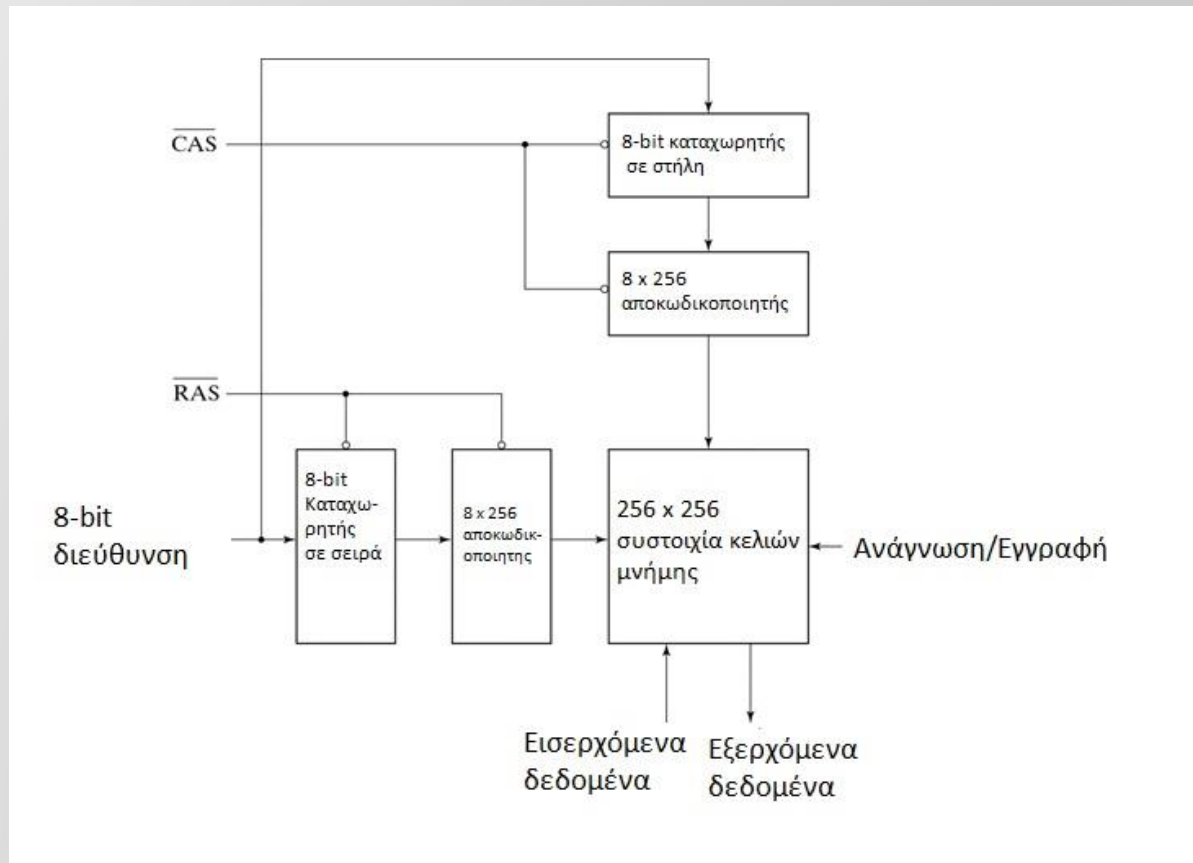 CAS
8-bit καταχωρητής
σε στήλη
8 x 256
αποκωδικοποιητής
RAS
8-bit
διεύθυνση
8-bit
Καταχω-
ρητής
σε σειρά
8 x 256
αποκωδικ-
οποιητης
256 x 256
συστοιχία κελιών
μνήμης
Ανάγνωση/Εγγραφή
Εισερχόμενα
δεδομένα
Εξερχόμενα
δεδομένα